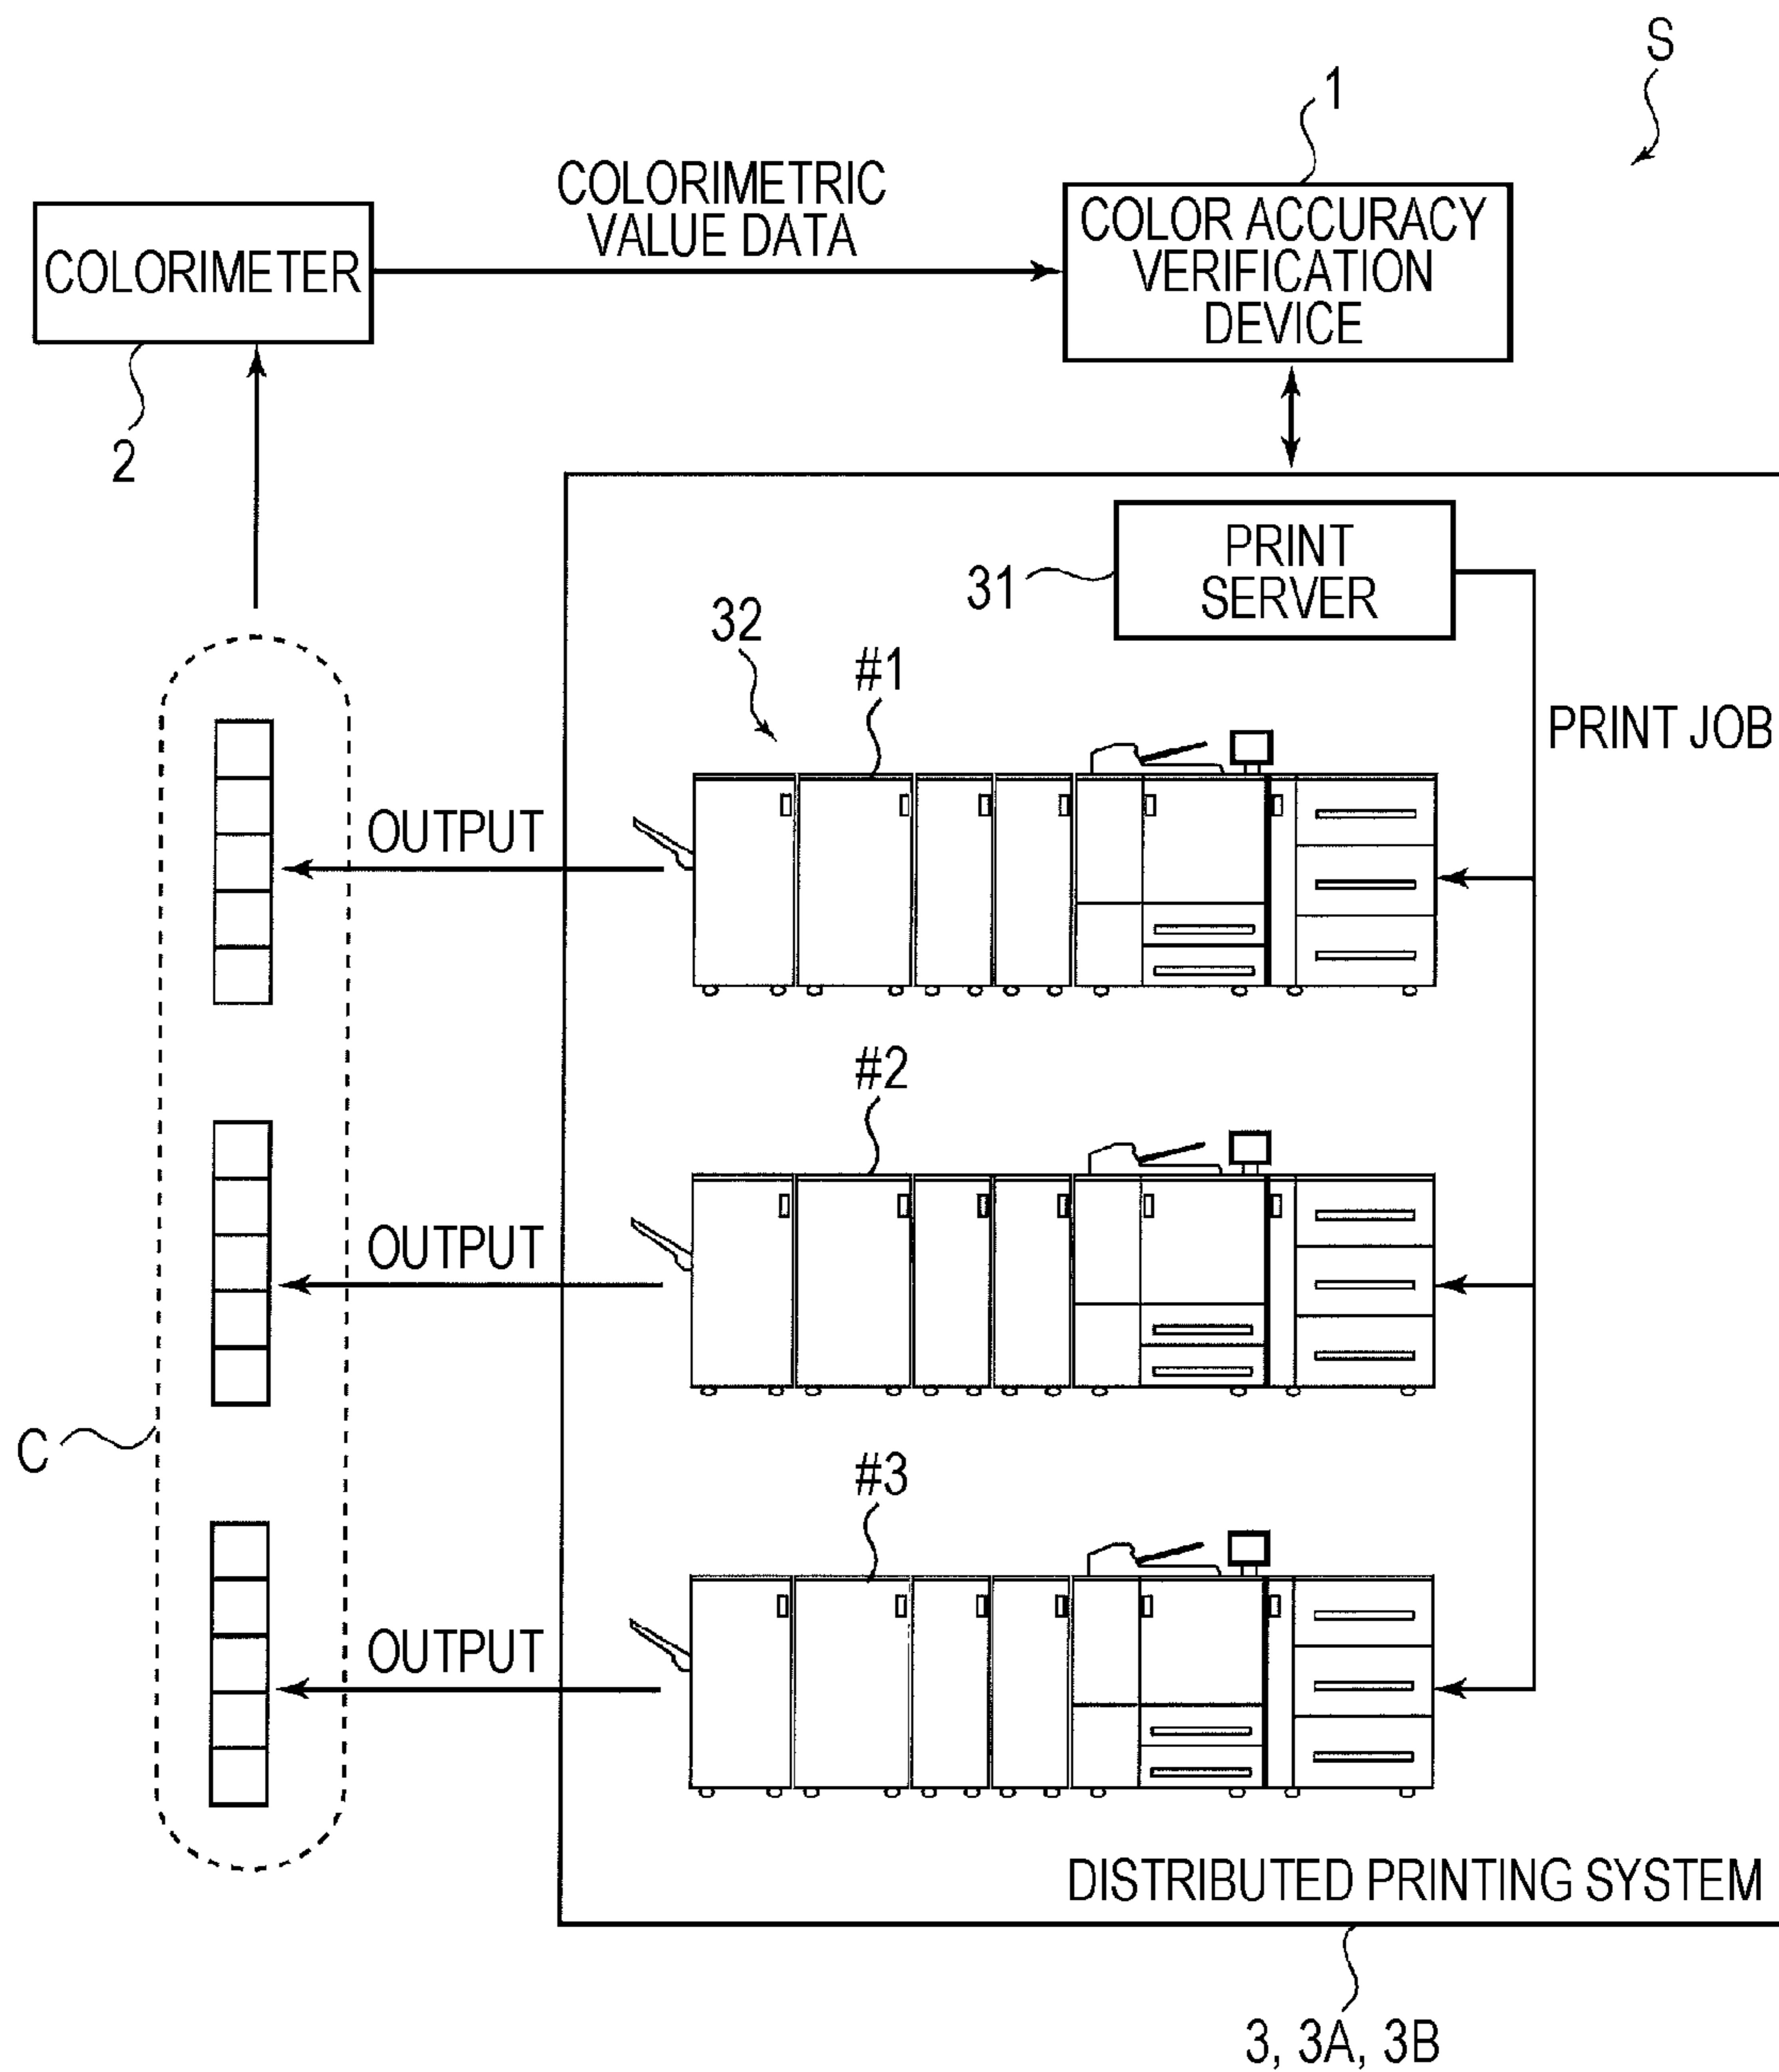 S
1
COLORIMETRIC
VALUE DATA
COLOR ACCURACY
VERIFICATION
DEVICE
COLORIMETER
2
PRINT
SERVER
31
32
#1
PRINT JOB
OUTPUT
#2
OUTPUT
C
#3
OUTPUT
DISTRIBUTED PRINTING SYSTEM
3, 3A, 3B